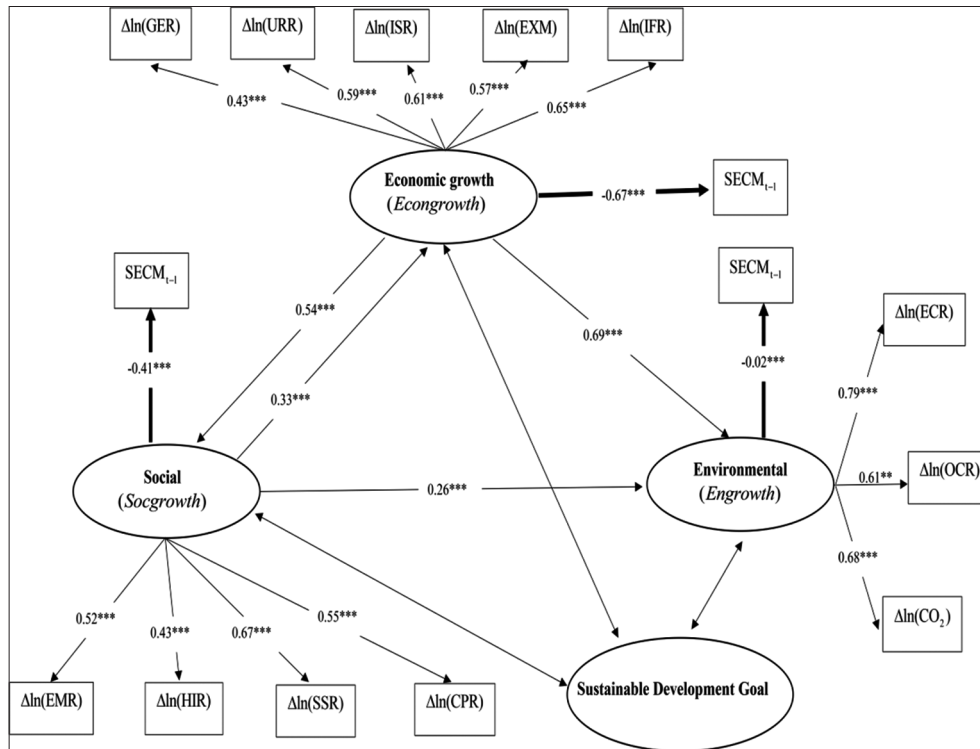 Δln(GER)
Δln(URR)
Δln(ISR)
Δln(EXM)
Δln(IFR)
0.43***
0.59***
0.61***
0.57***
0.65***
Economic growth
(Econgrowth)
-0.67***
SECMt-1
SECMt-1
SECMt-1
0.54***
0.33***
0.69***
-0.41***
-0.02***
Δln(ECR)
0.79***
Social
(Socgrowth)
0.26***
Environmental
(Engrowth)
0.61**
Δln(OCR)
0.68***
Δln(CO2)
0.52***
0.43***
0.67***
0.55***
Δln(EMR)
Δln(HIR)
Δln(SSR)
Δln(CPR)
Sustainable Development Goal